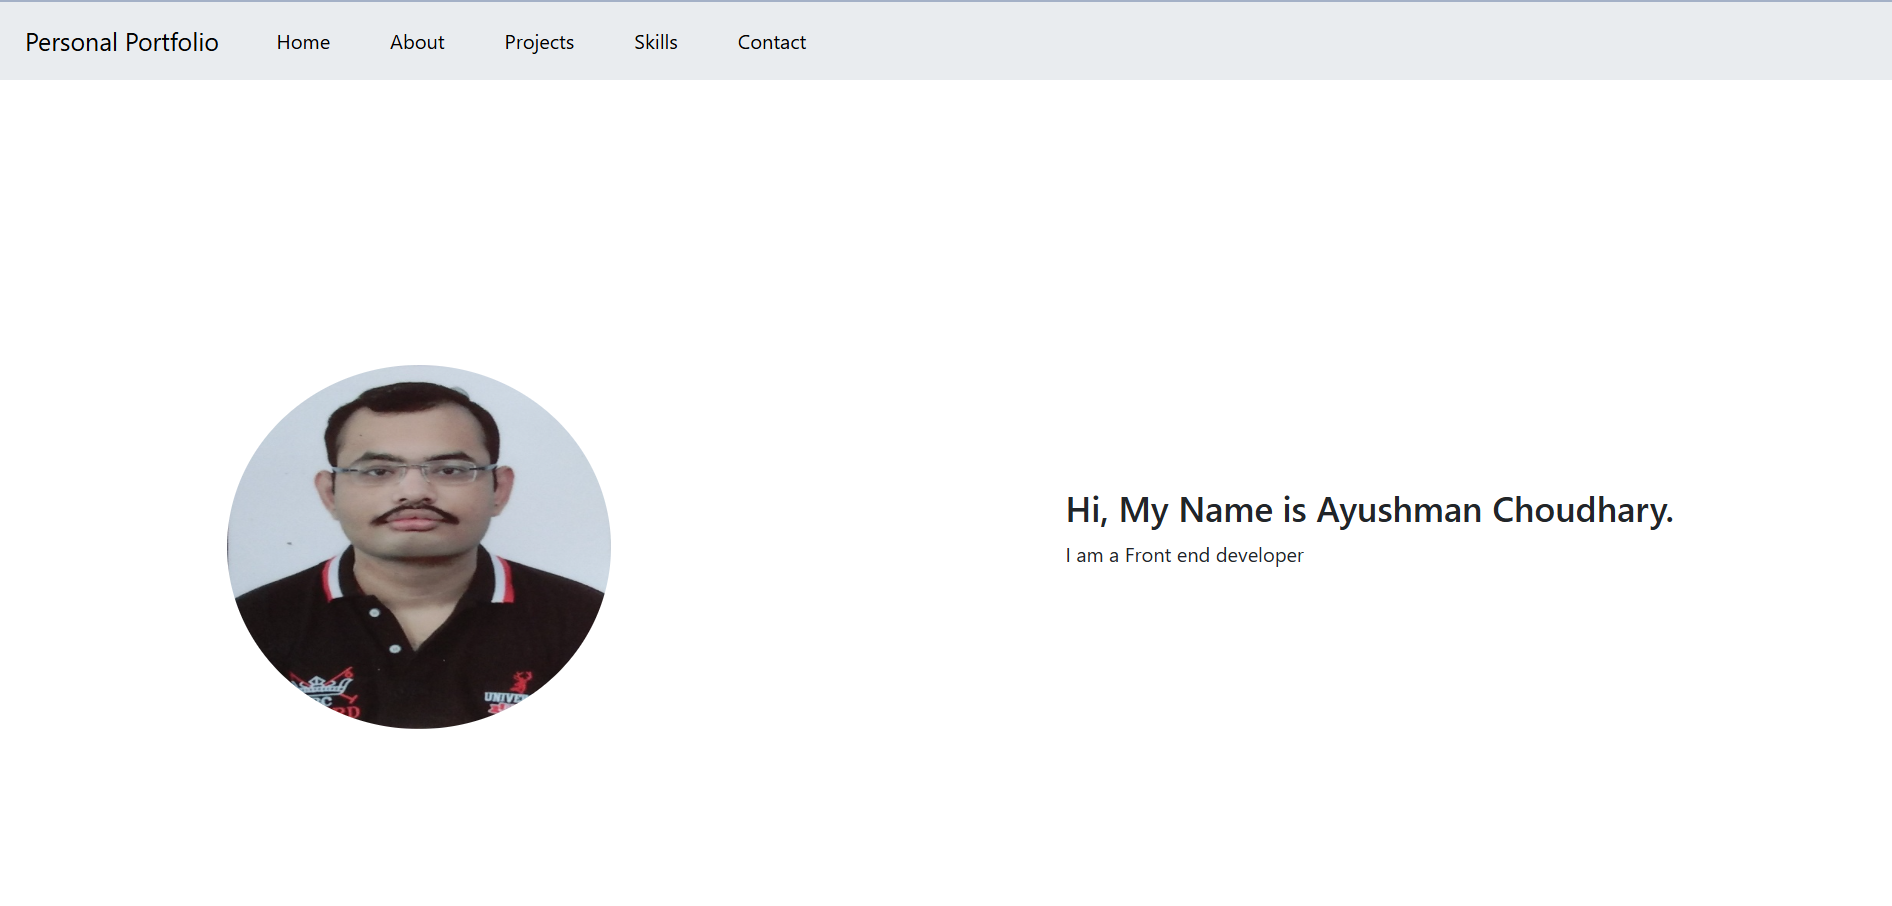 Personal Portfolio Home About Projects Skills Contact
Hi, My Name is Ayushman Choudhary.
I am a Front end developer